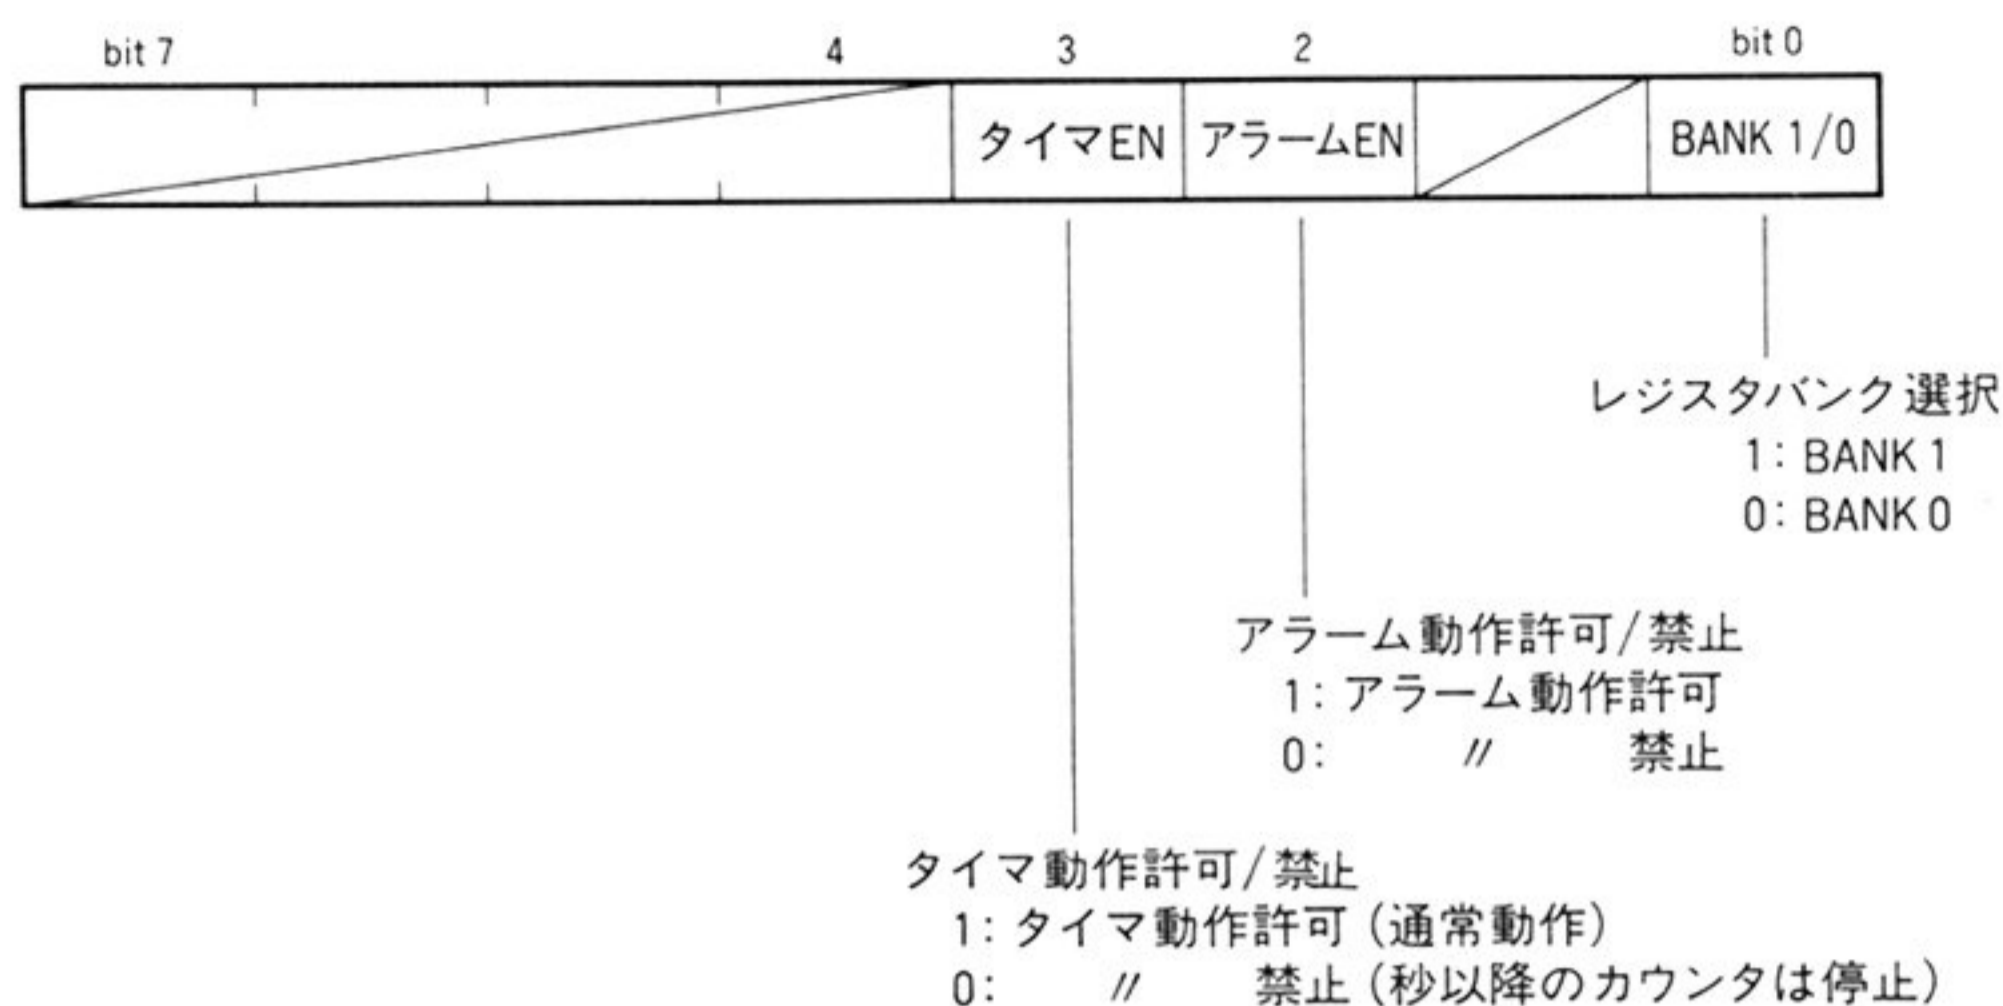 bit 7 4 3 2 bit 0
タイマEN アラームEN BANK 1/0
レジスタバンク選択
1: BANK 1
0: BANK 0
アラーム動作許可/禁止
1: アラーム動作許可
0: 〃 禁止
タイマ動作許可/禁止
1: タイマ動作許可 (通常動作)
0: 〃 禁止 (秒以降のカウンタは停止)